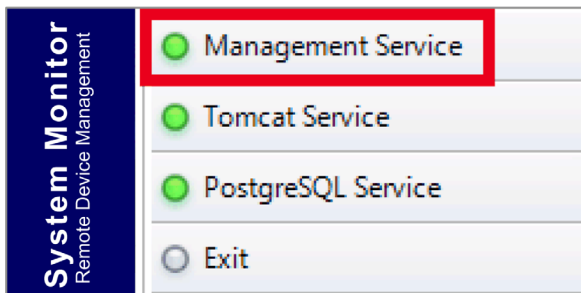 System Monitor
Remote Device Management
Management Service
Tomcat Service
PostgreSQL Service
Exit